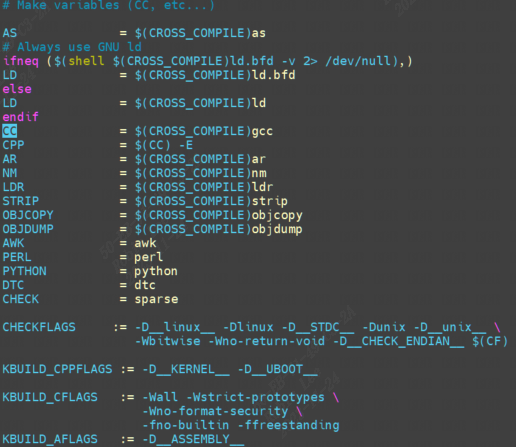 # Make variables (CC, etc...)
AS = $(CROSS_COMPILE)as
# Always use GNU ld
ifneq ($(shell $(CROSS_COMPILE)ld.bfd -v 2> /dev/null),)
LD = $(CROSS_COMPILE)ld.bfd
else
LD = $(CROSS_COMPILE)ld
endif
CC = $(CROSS_COMPILE)gcc
CPP = $(CC) -E
AR = $(CROSS_COMPILE)ar
NM = $(CROSS_COMPILE)nm
LDR = $(CROSS_COMPILE)ldr
STRIP = $(CROSS_COMPILE)strip
OBJCOPY = $(CROSS_COMPILE)objcopy
OBJDUMP = $(CROSS_COMPILE)objdump
AWK = awk
PERL = perl
PYTHON = python
DTC = dtc
CHECK = sparse
CHECKFLAGS := -D__linux__ -Dlinux -D__STDC__ -Dunix -D__unix__ \
-Wbitwise -Wno-return-void -D__CHECK_ENDIAN__ $(CF)
KBUILD_CPPFLAGS := -D__KERNEL__ -D__UBOOT__
KBUILD_CFLAGS := -Wall -Wstrict-prototypes \
-Wno-format-security \
-fno-builtin -ffreestanding
KBUILD_AFLAGS := -D__ASSEMBLY__